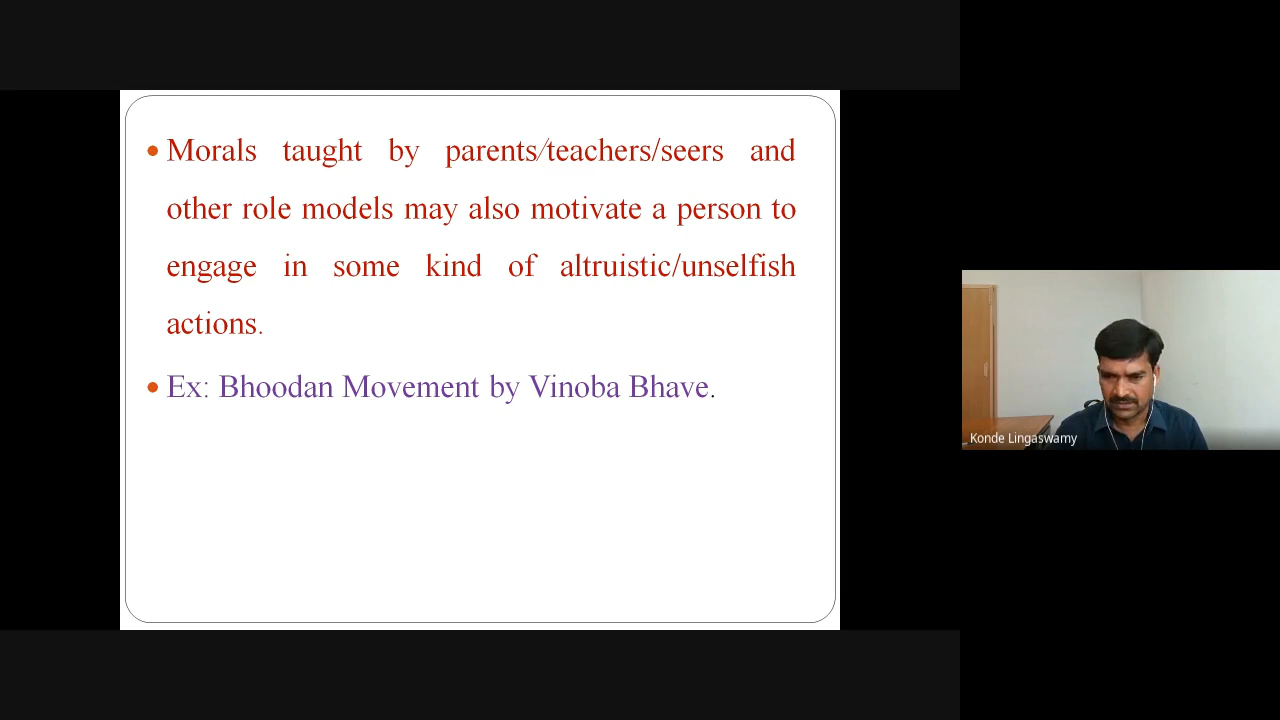 • Morals taught by parents/teachers/seers and
other role models may also motivate a person to
engage in some kind of altruistic/unselfish
actions.
• Ex: Bhoodan Movement by Vinoba Bhave.
Konde Lingaswamy